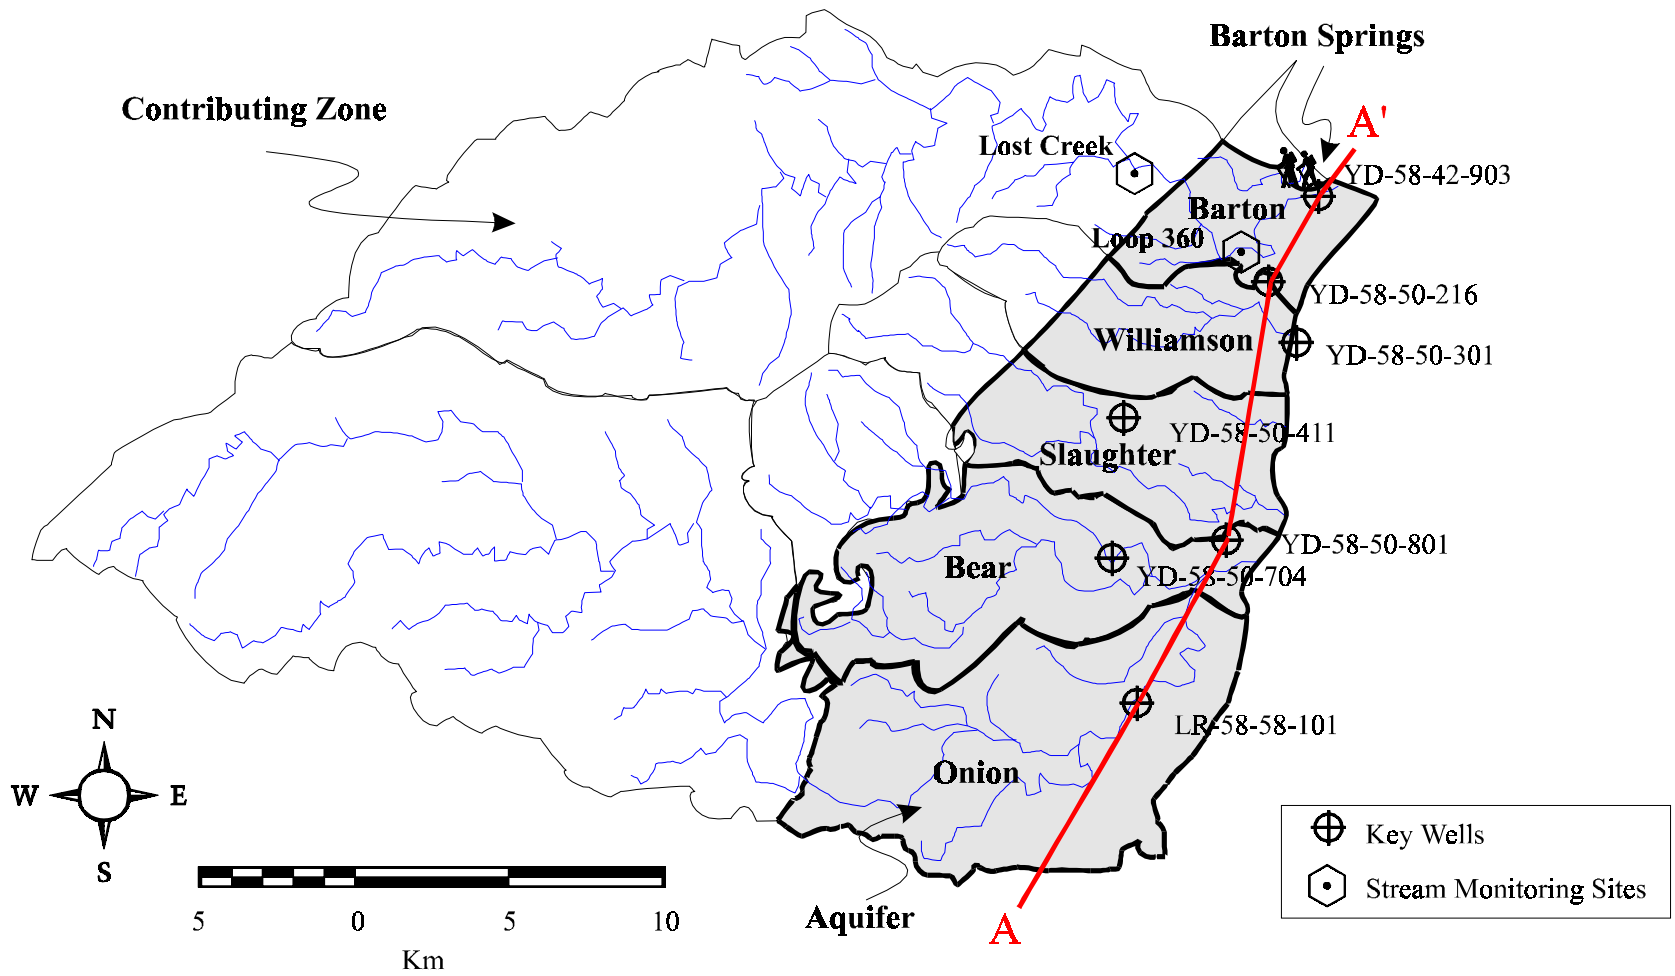 Barton Springs
Contributing Zone
A'
Lost Creek
YD-58-42-903
Barton
Loop 360
YD-58-50-216
Williamson
YD-58-50-301
YD-58-50-411
Slaughter
YD-58-50-801
Bear
YD-58-50-704
LR-58-58-101
Onion
N
W E
S
Key Wells
Stream Monitoring Sites
Aquifer
5 0 5 10
A
Km